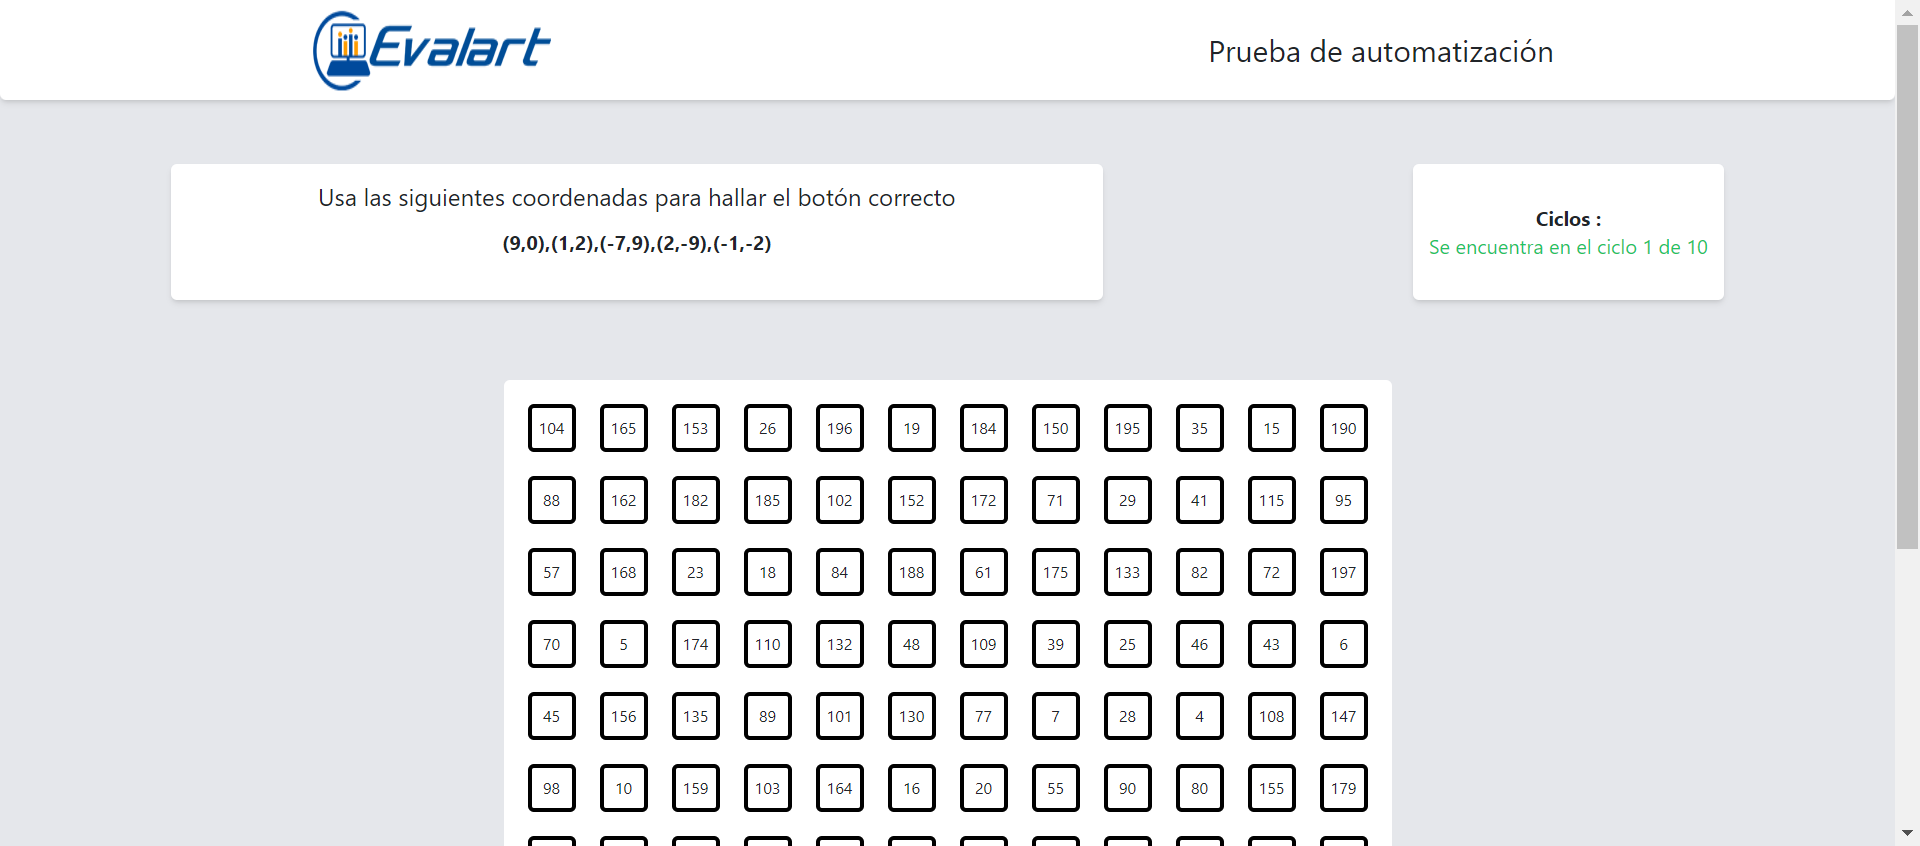 Evalart
Prueba de automatización
Usa las siguientes coordenadas para hallar el botón correcto
(9,0),(1,2),(-7,9),(2,-9),(-1,-2)
Ciclos :
Se encuentra en el ciclo 1 de 10
104 165 153 26 196 19 184 150 195 35 15 190
88 162 182 185 102 152 172 71 29 41 115 95
57 168 23 18 84 188 61 175 133 82 72 197
70 5 174 110 132 48 109 39 25 46 43 6
45 156 135 89 101 130 77 7 28 4 108 147
98 10 159 103 164 16 20 55 90 80 155 179